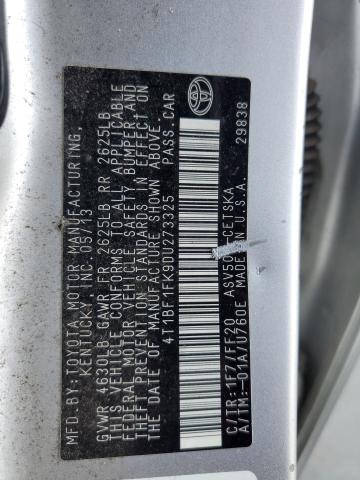 MFD.BY:TOYOTA MOTOR MANUFACTURING,
KENTUCKY, INC. 05/13
GVWR 4630LB GAWR FR 2625LB RR 2625LB
THIS VEHICLE CONFORMS TO ALL APPLICABLE
FEDERAL MOTOR VEHICLE SAFETY, BUMPER, AND
THEFT PREVENTION STANDARDS IN EFFECT ON
THE DATE OF MANUFACTURE SHOWN ABOVE.
4T1BF1FK9DU273325 PASS.CAR
C/TR:1F7/FF20 ASV50L-CETSKA
A/TM:-01A/U760E MADE IN U.S.A. 29838